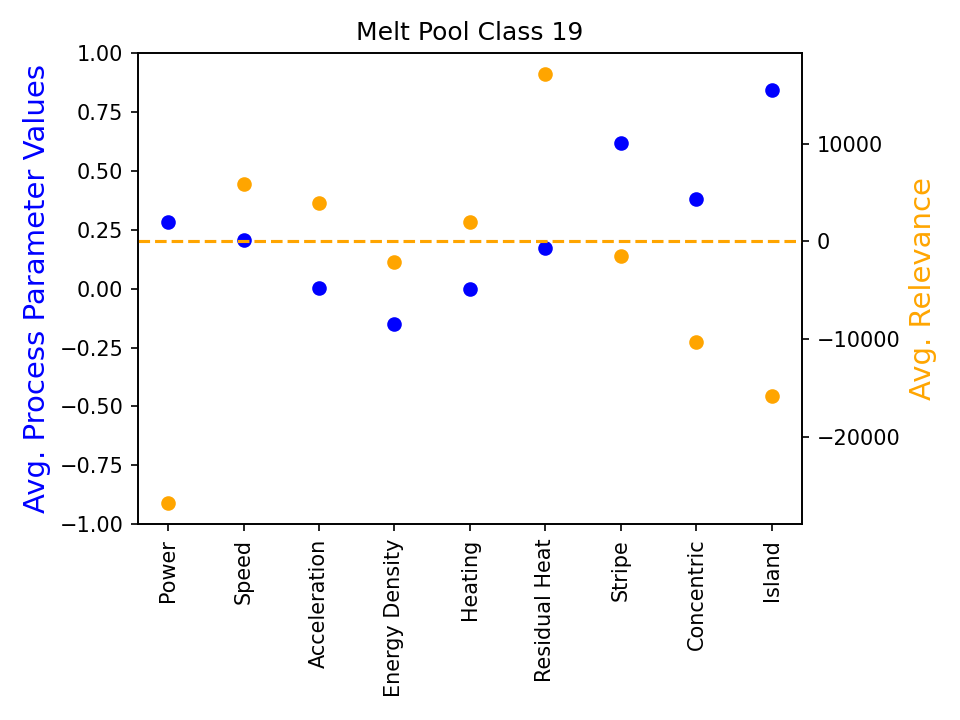 Melt Pool Class 19
Avg. Process Parameter Values
1.00
0.75
0.50
0.25
0.00
−0.25
−0.50
−0.75
−1.00
10000
0
−10000
−20000
Avg. Relevance
Power
Speed
Acceleration
Energy Density
Heating
Residual Heat
Stripe
Concentric
Island